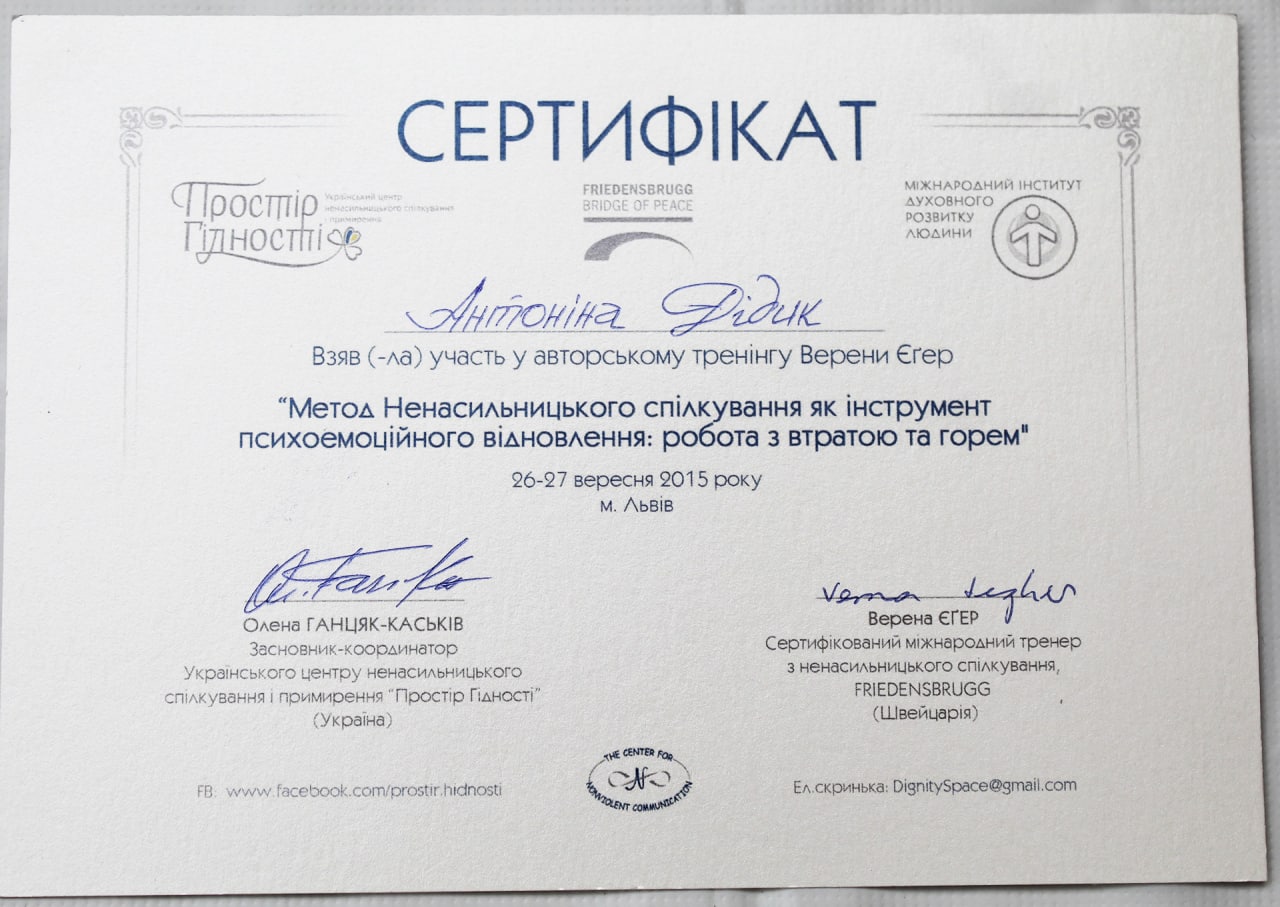 СЕРТИФІКАТ
Простір
Гідності
Український центр
ненасильницького спілкування
і примирення
FRIEDENSBRUGG
BRIDGE OF PEACE
МІЖНАРОДНИЙ ІНСТИТУТ
ДУХОВНОГО
РОЗВИТКУ
ЛЮДИНИ
Антоніна Дідик
Взяв (-ла) участь у авторському тренінгу Верени Єґер
“Метод Ненасильницького спілкування як інструмент
психоемоційного відновлення: робота з втратою та горем"
26-27 вересня 2015 року
м. Львів
Олена ГАНЦЯК-КАСЬКІВ
Засновник-координатор
Українського центру ненасильницького
спілкування і примирення “Простір Гідності”
(Україна)
Верена ЄҐЕР
Сертифікований міжнародний тренер
з ненасильницького спілкування,
FRIEDENSBRUGG
(Швейцарія)
FB: www.facebook.com/prostir.hidnosti
THE CENTER FOR
N
NONVIOLENT COMMUNICATION
Ел.скринька: DignitySpace@gmail.com